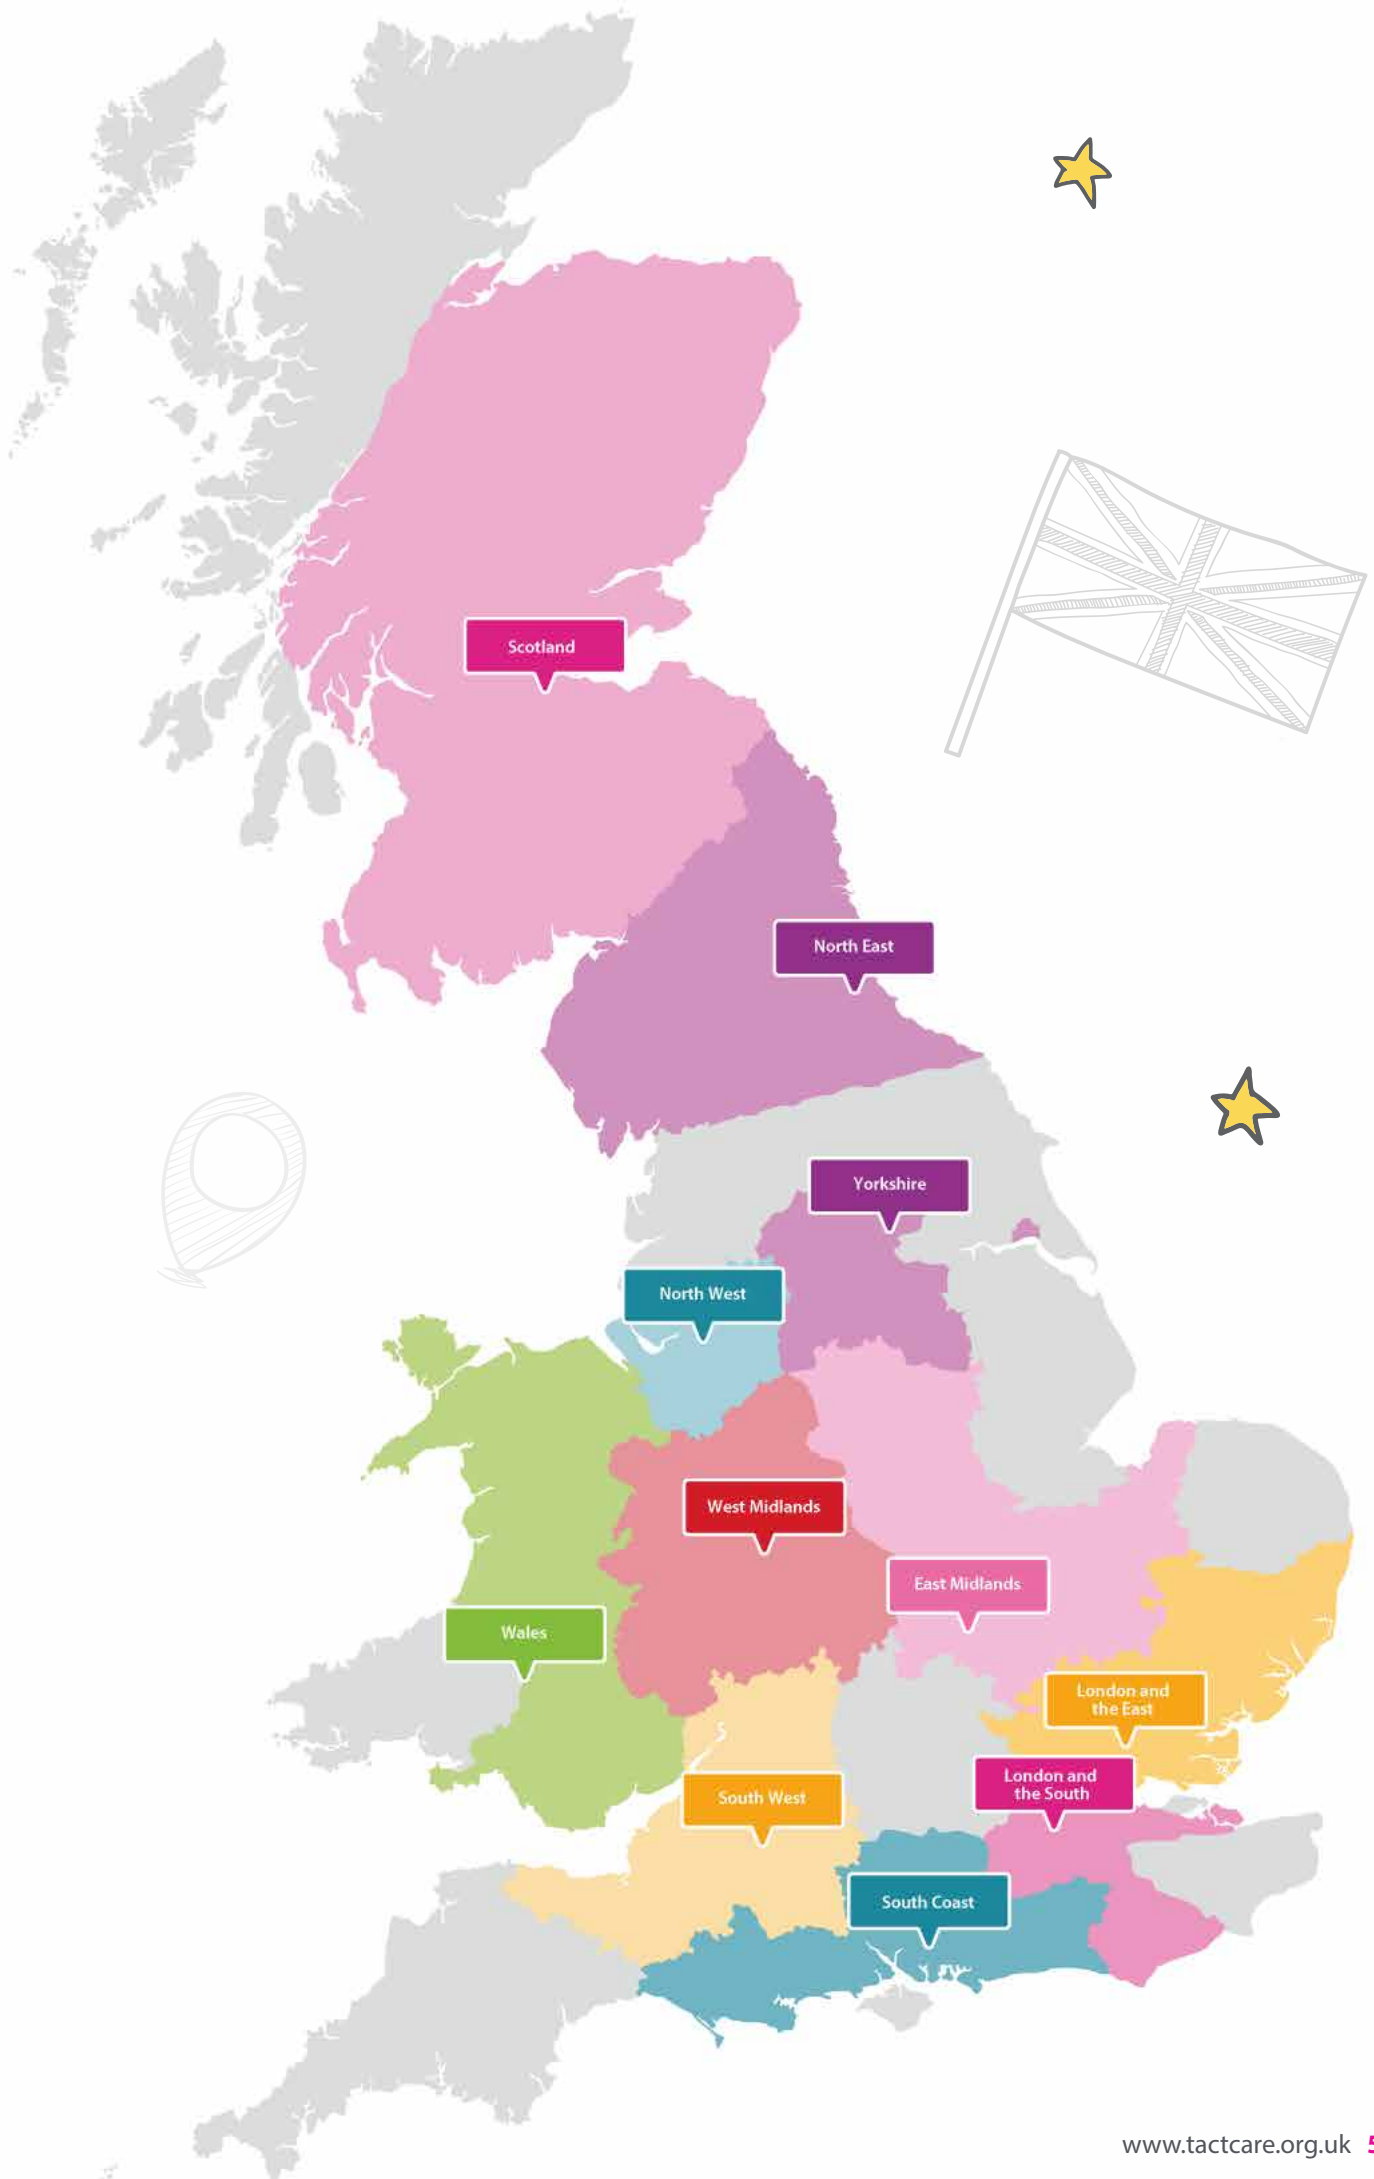 Scotland
North East
Yorkshire
North West
West Midlands
East Midlands
Wales
London and
the East
London and
the South
South West
South Coast
www.tactcare.org.uk 5